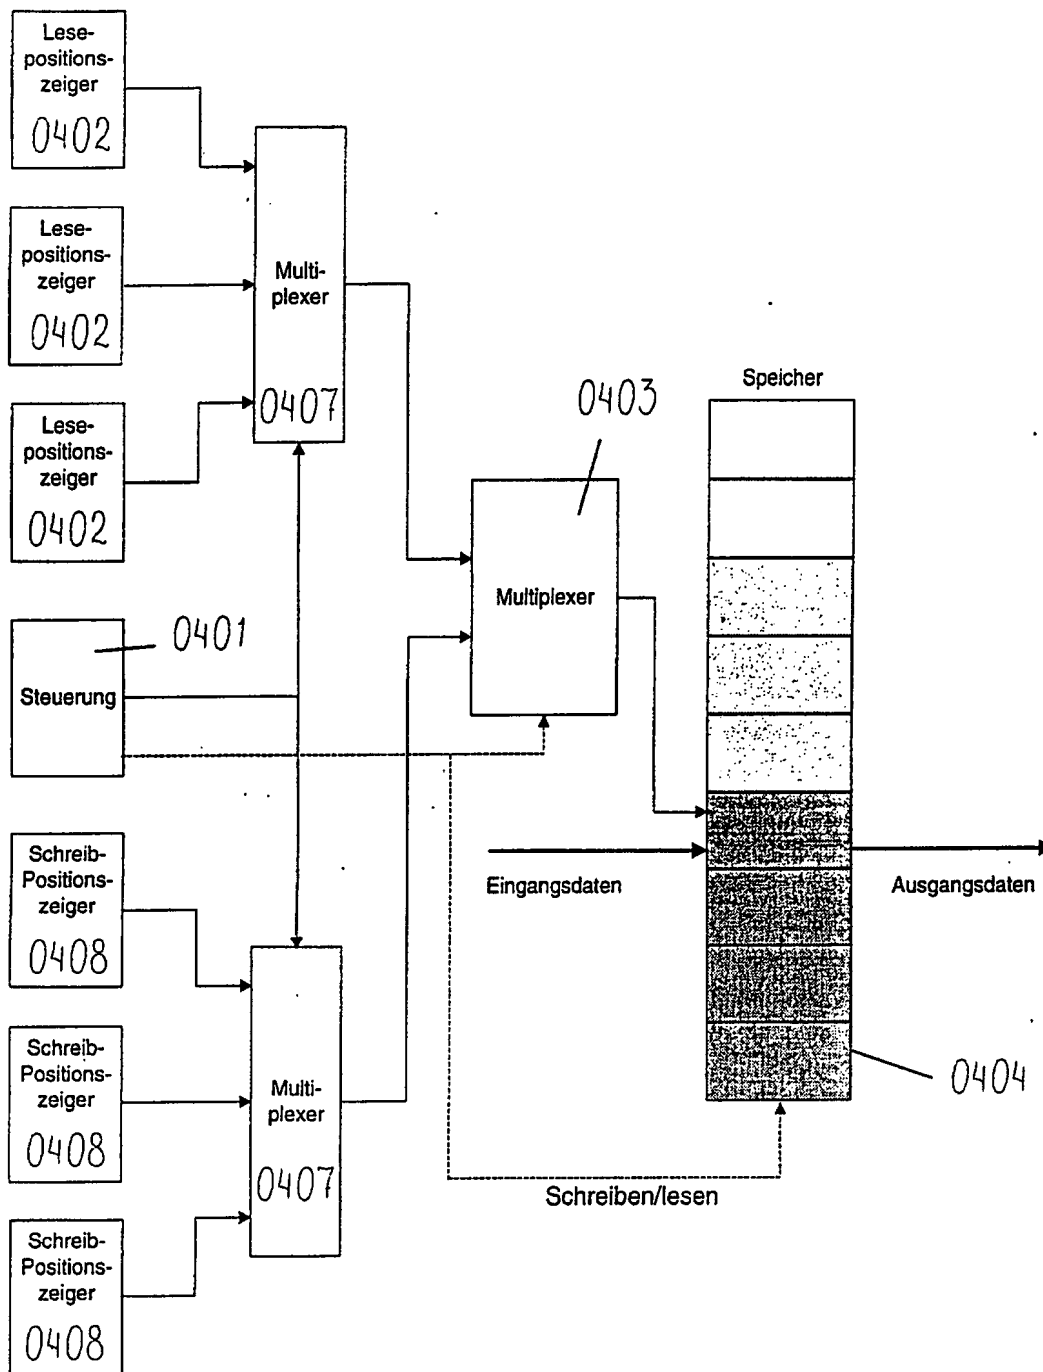 Lese-
positions-
zeiger
0402
Lese-
positions-
zeiger
0402
Lese-
positions-
zeiger
0402
Multi-
plexer
0407
0403
Multiplexer
Speicher
0401
Steuerung
Schreib-
Positions-
zeiger
0408
Schreib-
Positions-
zeiger
0408
Schreib-
Positions-
zeiger
0408
Multi-
plexer
0407
Eingangsdaten
Ausgangsdaten
0404
Schreiben/lesen